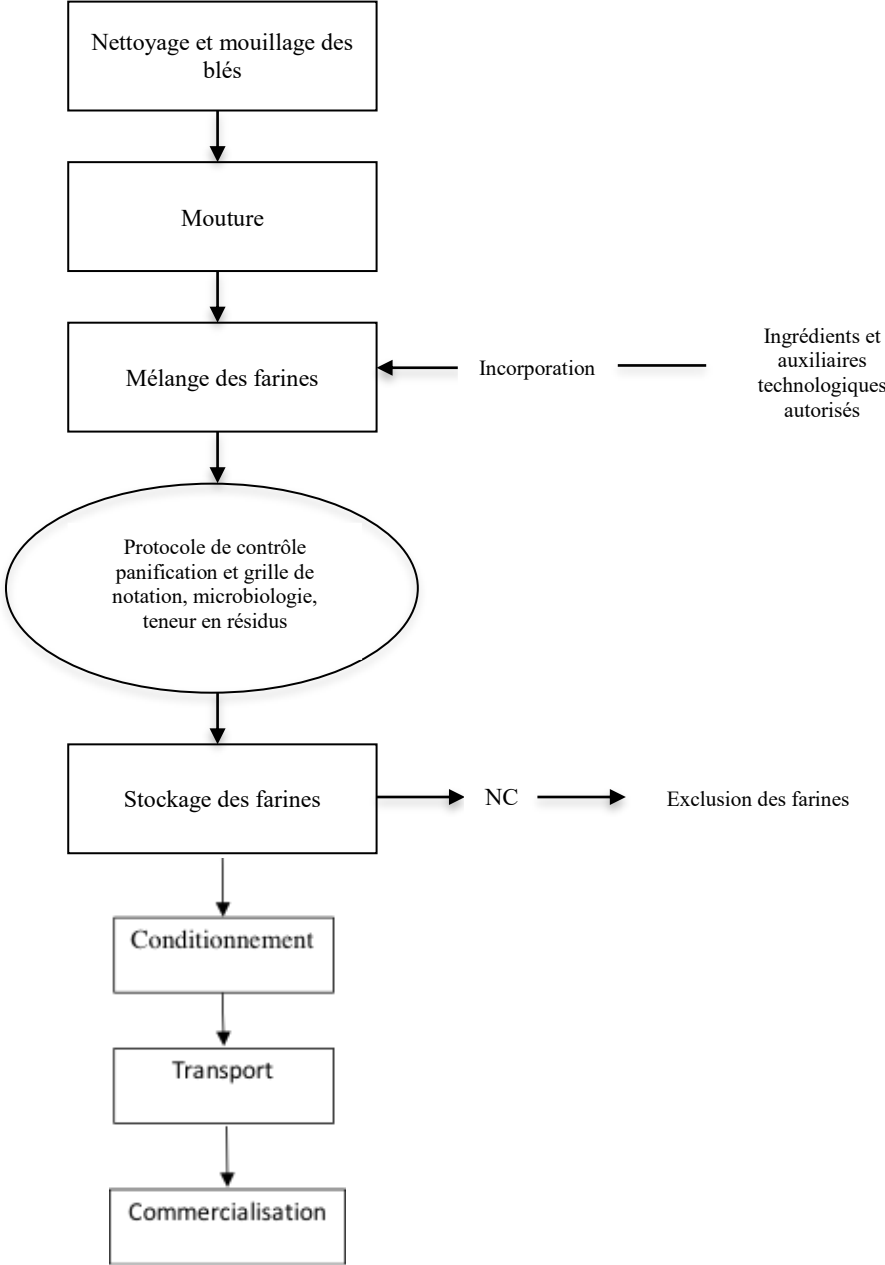 Nettoyage et mouillage des
blés
Mouture
Mélange des farines
Incorporation
Ingrédients et
auxiliaires
technologiques
autorisés
Protocole de contrôle
panification et grille de
notation, microbiologie,
teneur en résidus
Stockage des farines
NC
Exclusion des farines
Conditionnement
Transport
Commercialisation